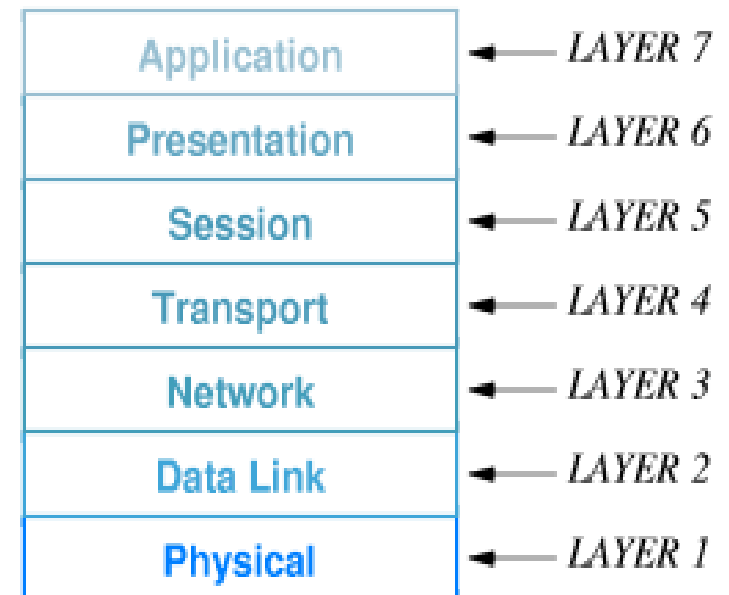 Application LAYER 7
Presentation LAYER 6
Session LAYER 5
Transport LAYER 4
Network LAYER 3
Data Link LAYER 2
Physical LAYER 1